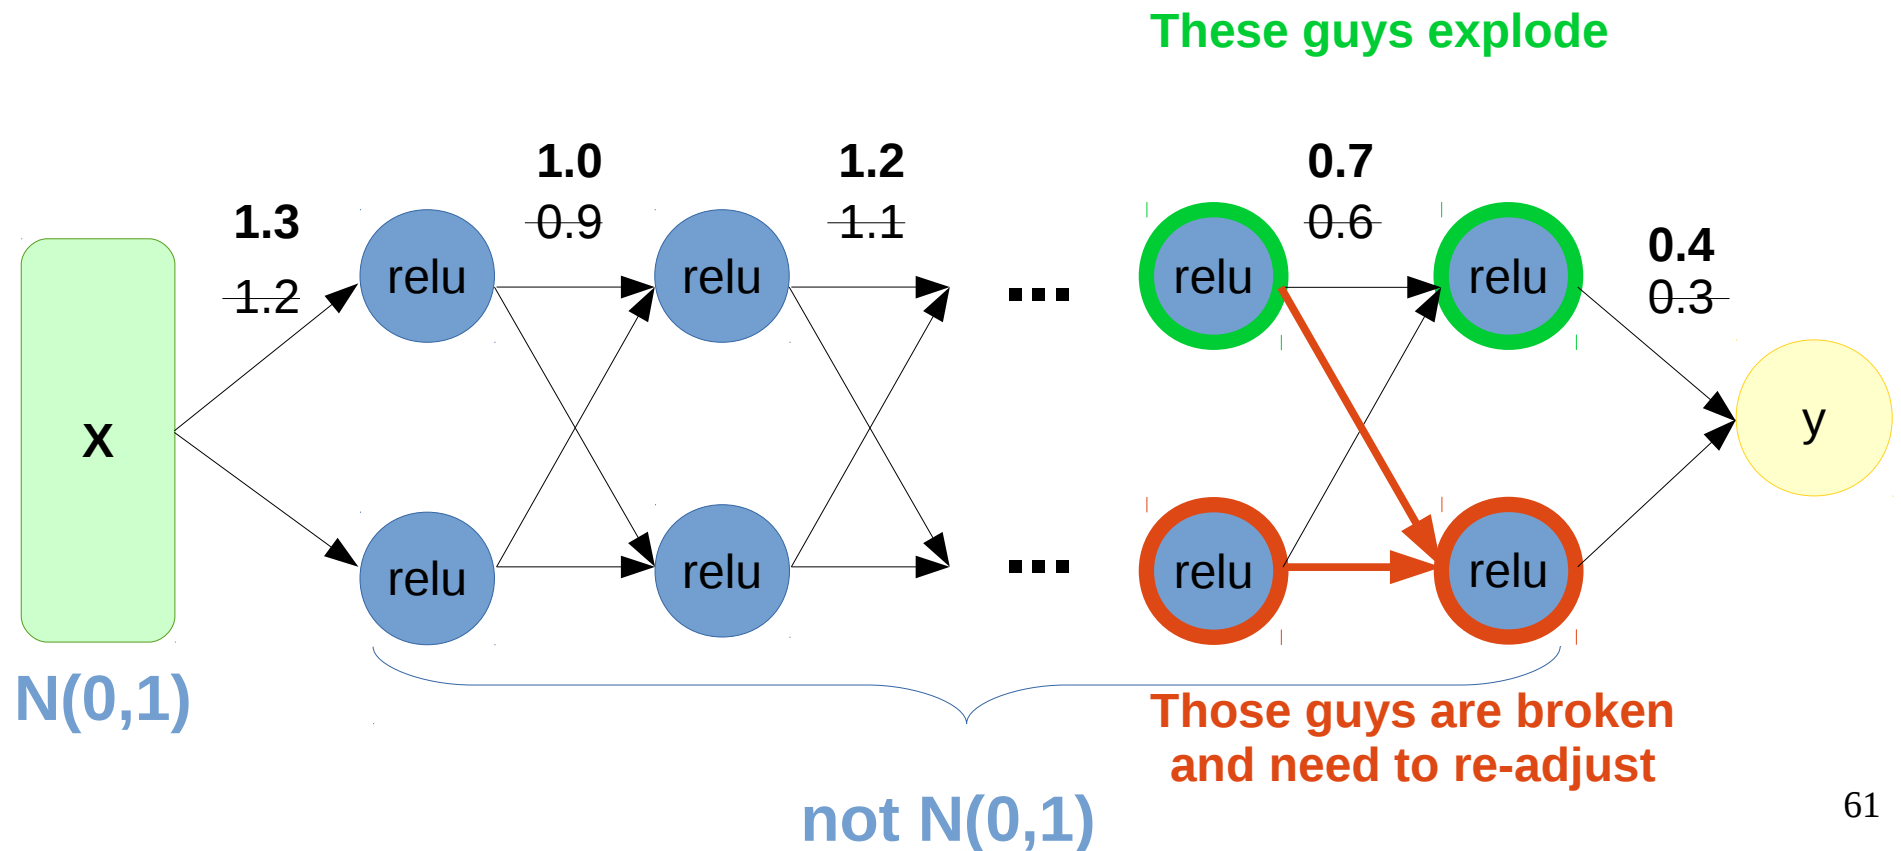 These guys explode
1.0
1.2
0.7
1.3
0.9
1.1
0.6
0.4
1.2
relu
relu
...
relu
relu
0.3
X
y
relu
relu
...
relu
relu
N(0,1)
Those guys are broken
and need to re-adjust
not N(0,1)
61